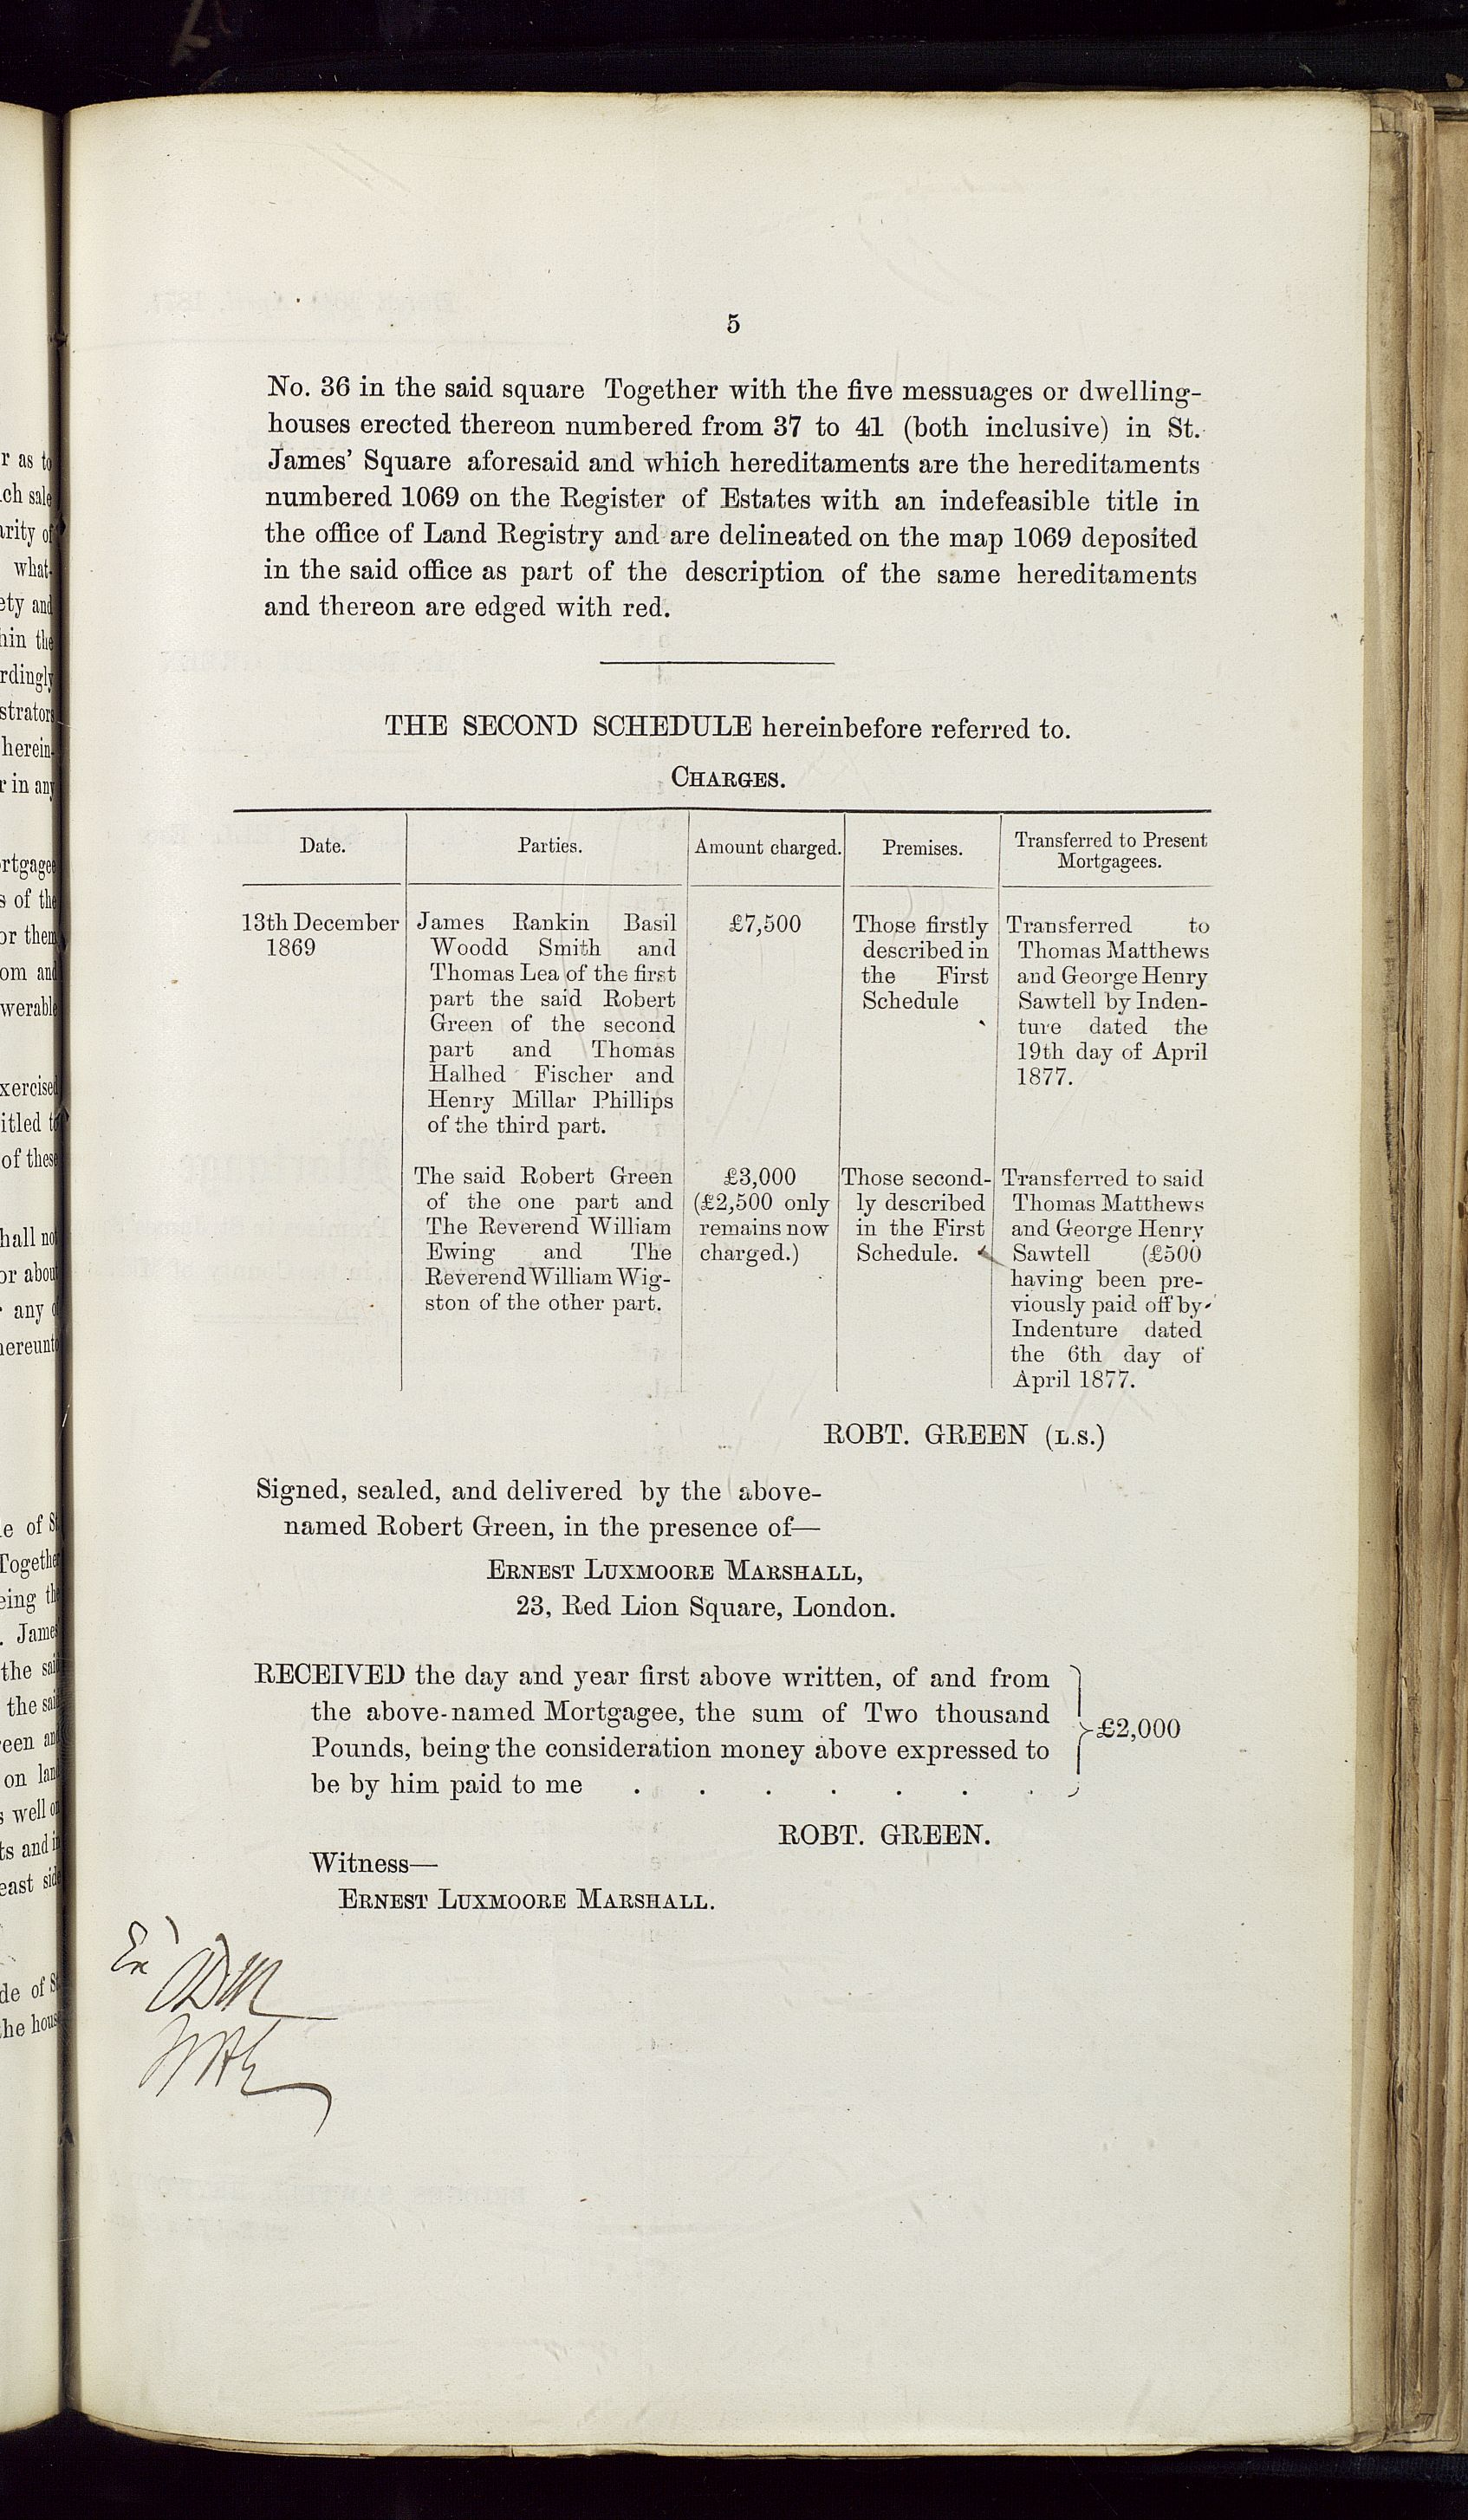 5
No. 36 in the said square Together with the five messuages or dwelling-
houses erected thereon numbered from 37 to 41 (both inclusive) in St.
James' Square aforesaid and which hereditaments are the hereditaments
numbered 1069 on the Register of Estates with an indefeasible title in
the office of Land Registry and are delineated on the map 1069 deposited
in the said office as part of the description of the same hereditaments
and thereon are edged with red.
THE SECOND SCHEDULE hereinbefore referred to.
CHARGES.
Date.
Parties.
Amount charged.
Premises.
Transferred to Present
Mortgagees.
13th December
1869
James Rankin Basil
Woodd Smith and
Thomas Lea of the first
part the said Robert
Green of the second
part and Thomas
Halhed Fischer and
Henry Millar Phillips
of the third part.
£7,500
Those firstly
described in
the First
Schedule
Transferred to
Thomas Matthews
and George Henry
Sawtell by Inden-
ture dated the
19th day of April
1877.
The said Robert Green
of the one part and
The Reverend William
Ewing and The
Reverend William Wig-
ston of the other part.
£3,000
(£2,500 only
remains now
charged.)
Those second-
ly described
in the First
Schedule.
Transferred to said
Thomas Matthews
and George Henry
Sawtell (£500
having been pre-
viously paid off by
Indenture dated
the 6th day of
April 1877.
ROBT. GREEN (L.S.)
Signed, sealed, and delivered by the above-
named Robert Green, in the presence of—
ERNEST LUXMOORE MARSHALL,
23, Red Lion Square, London.
RECEIVED the day and year first above written, of and from
the above-named Mortgagee, the sum of Two thousand
Pounds, being the consideration money above expressed to
be by him paid to me . . . . . . .
£2,000
ROBT. GREEN.
Witness—
ERNEST LUXMOORE MARSHALL.